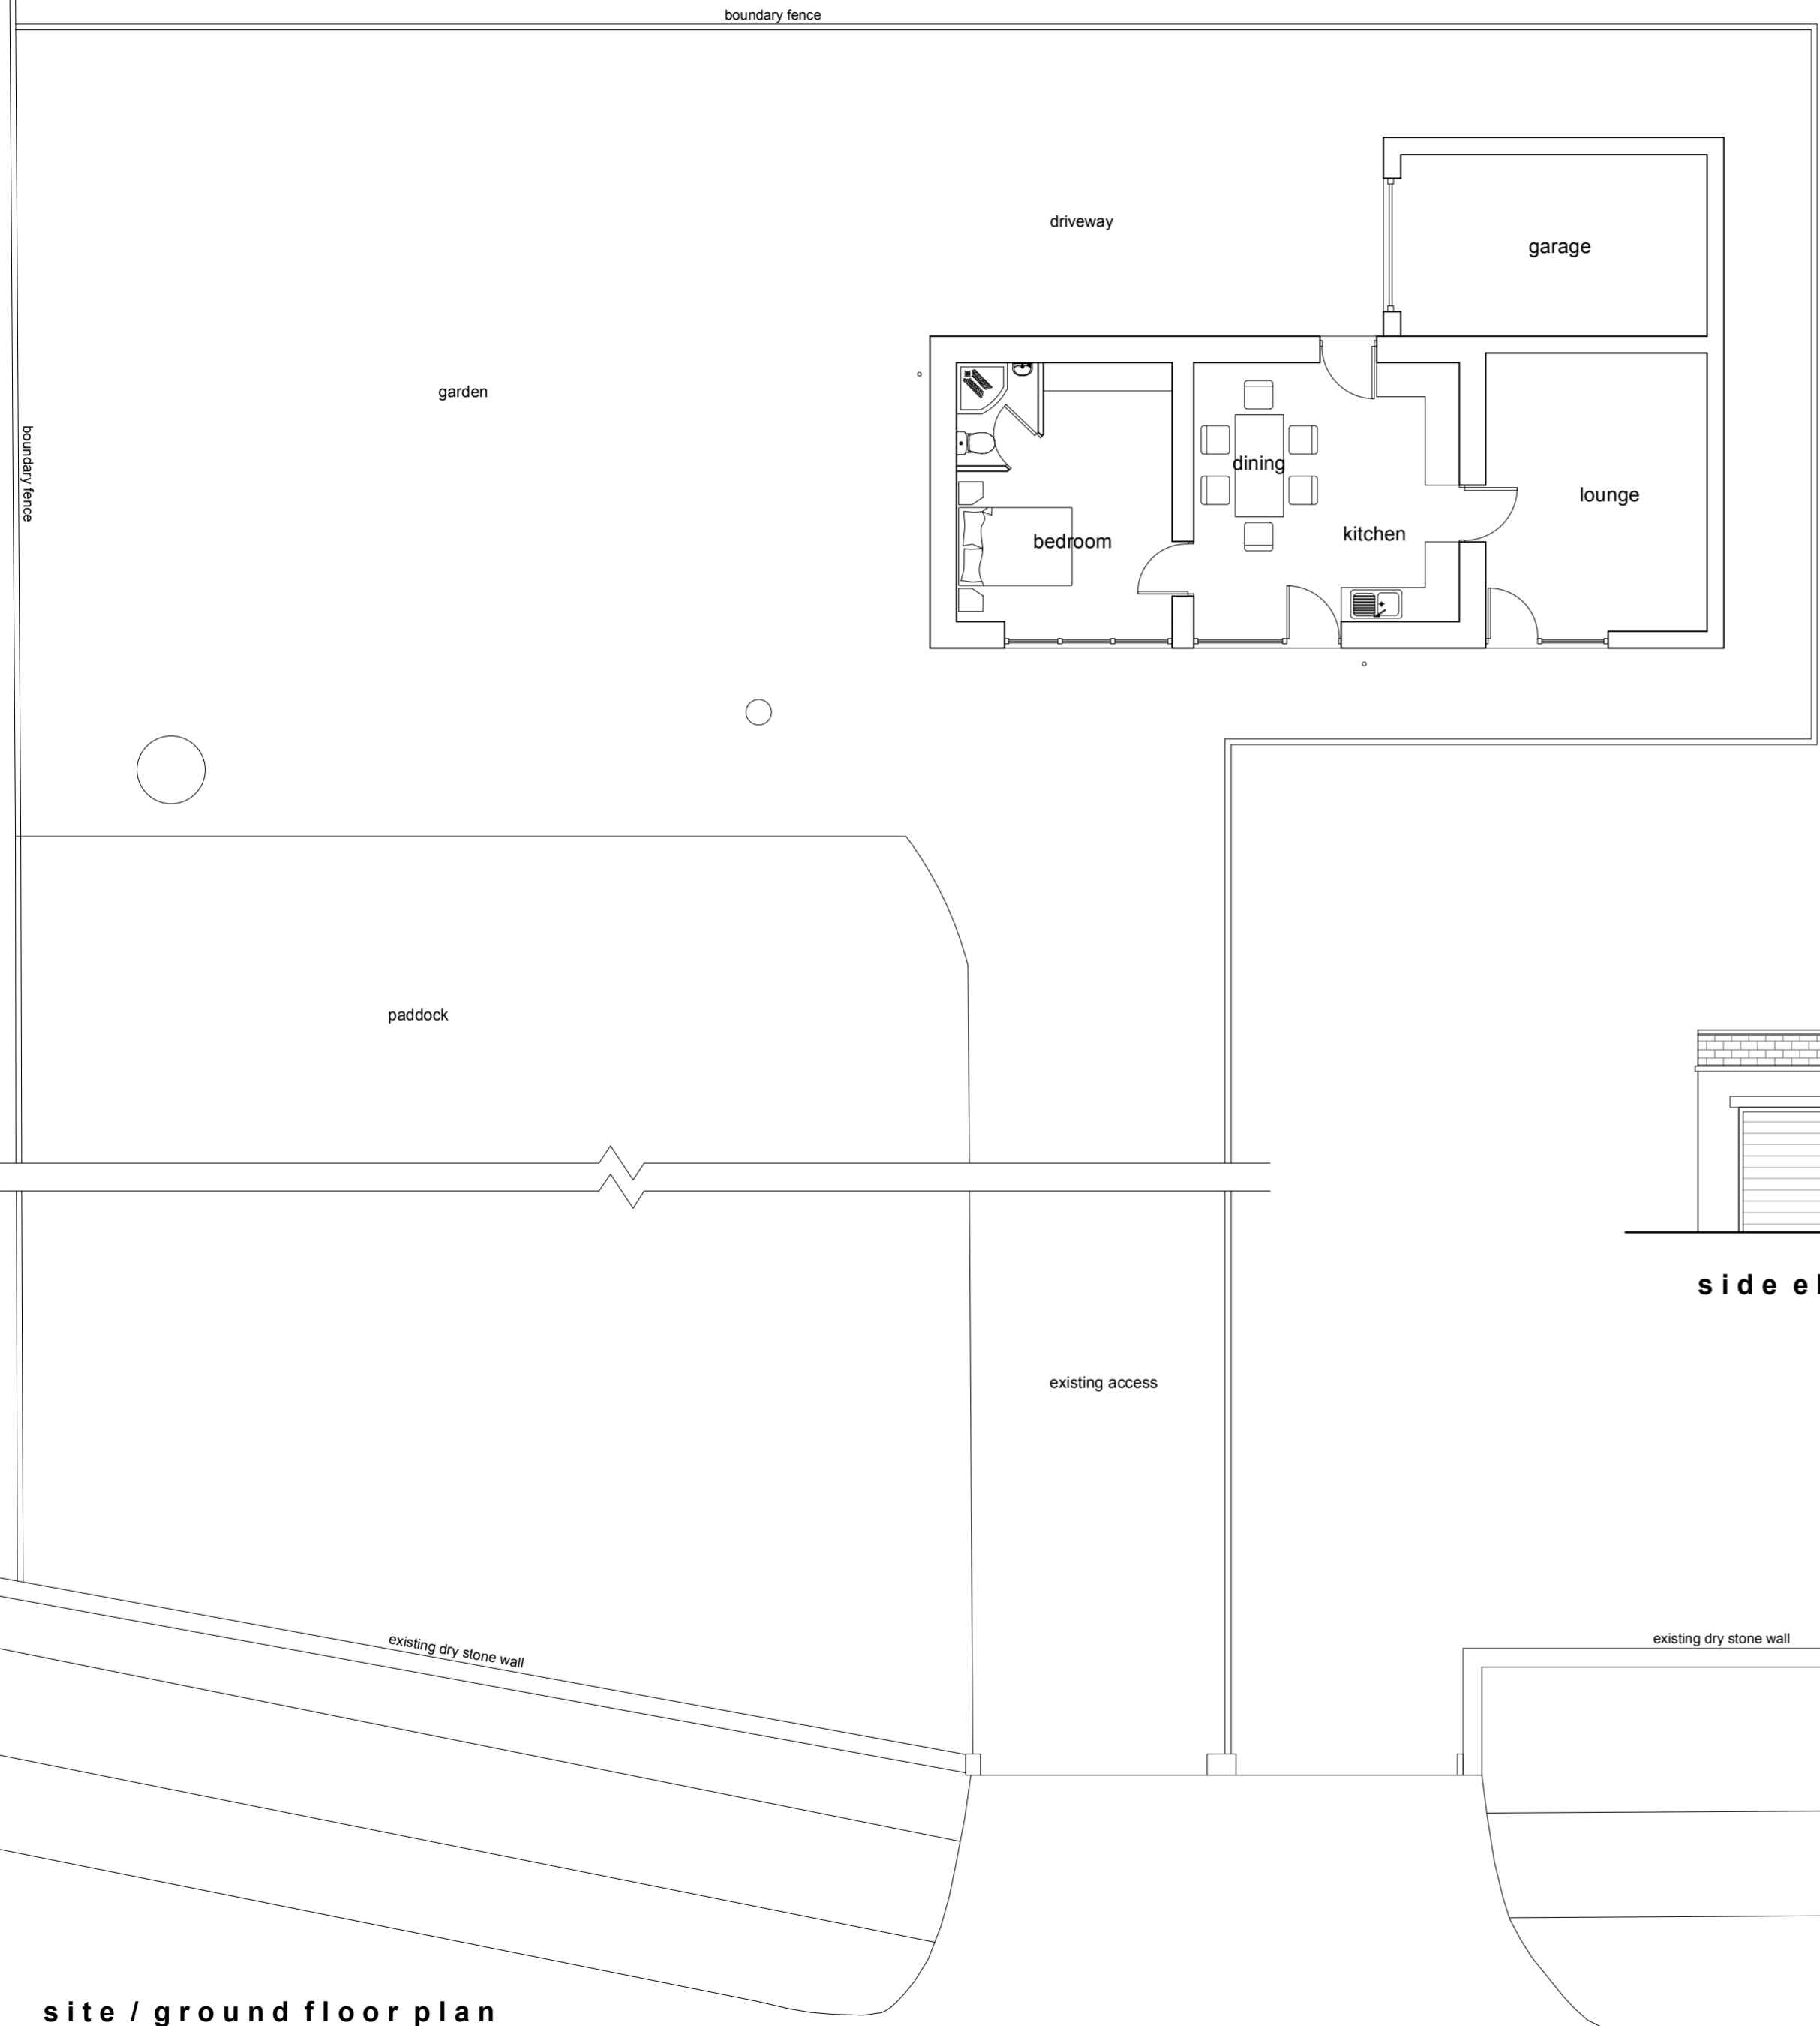 boundary fence
driveway
garage
garden
boundary fence
dining
lounge
kitchen
bedroom
paddock
side el
existing access
existing dry stone wall
existing dry stone wall
site / ground floor plan